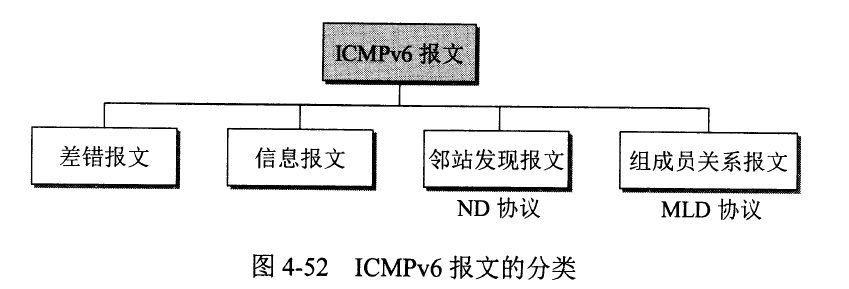 ICMPv6 报文
差错报文
信息报文
邻站发现报文
组成员关系报文
ND 协议
MLD 协议
图 4-52 ICMPv6 报文的分类